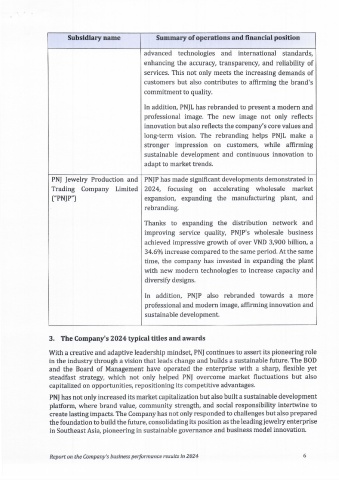 Subsidiary name
Summary of operations and financial position
advanced technologies and international standards,
enhancing the accuracy, transparency, and reliability of
services. This not only meets the increasing demands of
customers but also contributes to affirming the brand's
commitment to quality.
In addition, PNJL has rebranded to present a modern and
professional image. The new image not only reflects
innovation but also reflects the company's core values and
long-term vision. The rebranding helps PNJL make a
stronger impression on customers, while affirming
sustainable development and continuous innovation to
adapt to market trends.
PNJ Jewelry Production and
Trading Company Limited
("PNJP")
PNJP has made significant developments demonstrated in
2024, focusing on accelerating wholesale market
expansion, expanding the manufacturing plant, and
rebranding.
Thanks to expanding the distribution network and
improving service quality, PNJP's wholesale business
achieved impressive growth of over VND 3,900 billion, a
34.6% increase compared to the same period. At the same
time, the company has invested in expanding the plant
with new modern technologies to increase capacity and
diversify designs.
In addition, PNJP also rebranded towards a more
professional and modern image, affirming innovation and
sustainable development.
3. The Company's 2024 typical titles and awards
With a creative and adaptive leadership mindset, PNJ continues to assert its pioneering role
in the industry through a vision that leads change and builds a sustainable future. The BOD
and the Board of Management have operated the enterprise with a sharp, flexible yet
steadfast strategy, which not only helped PNJ overcome market fluctuations but also
capitalized on opportunities, repositioning its competitive advantages.
PNJ has not only increased its market capitalization but also built a sustainable development
platform, where brand value, community strength, and social responsibility intertwine to
create lasting impacts. The Company has not only responded to challenges but also prepared
the foundation to build the future, consolidating its position as the leading jewelry enterprise
in Southeast Asia, pioneering in sustainable governance and business model innovation.
Report on the Company's business performance results in 2024
6